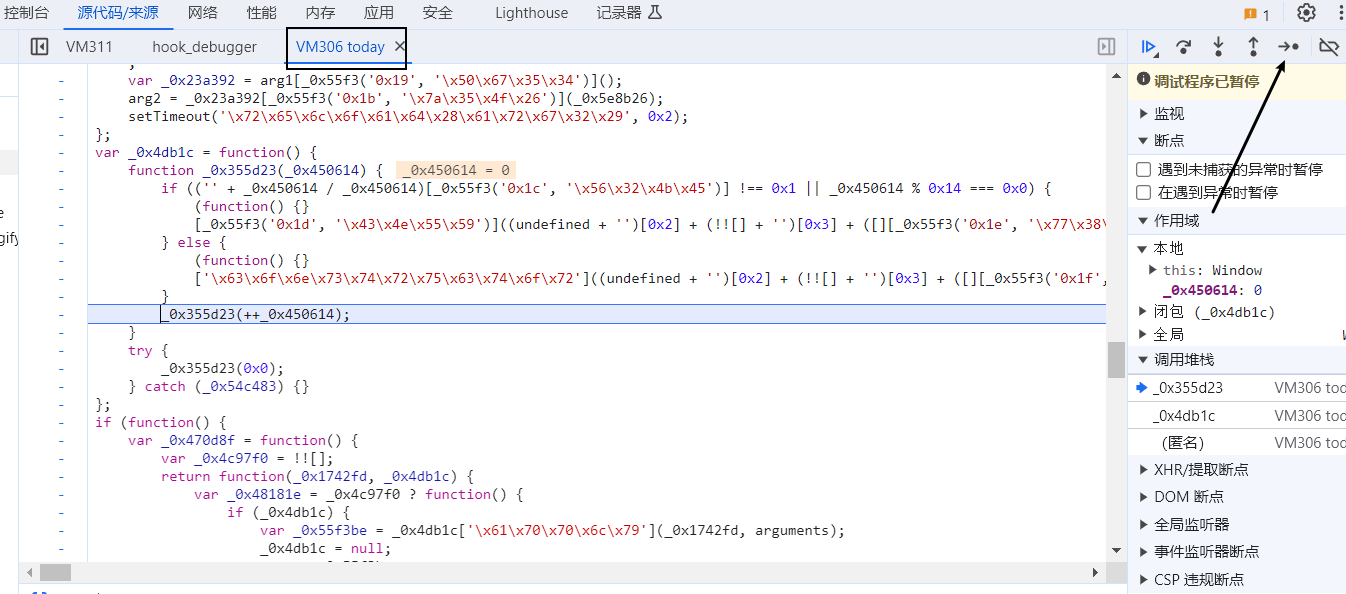 控制台 源代码/来源 网络 性能 内存 应用 安全 Lighthouse 记录器 1
VM311 hook_debugger VM306 today ×
var _0x23a392 = arg1[_0x55f3('0x19', '\x50\x67\x35\x34')]();
arg2 = _0x23a392[_0x55f3('0x1b', '\x7a\x35\x4f\x26')](_0x5e8b26);
setTimeout('\x72\x65\x6c\x6f\x61\x64\x28\x61\x72\x67\x32\x29', 0x2);
};
var _0x4db1c = function() {
function _0x355d23(_0x450614) { _0x450614 = 0
if (('' + _0x450614 / _0x450614)[_0x55f3('0x1c', '\x56\x32\x4b\x45')] !== 0x1 || _0x450614 % 0x14 === 0x0) {
(function() {}
[_0x55f3('0x1d', '\x43\x4e\x55\x59')]((undefined + '')[0x2] + (!![] + '')[0x3] + ([][_0x55f3('0x1e', '\x77\x38\
} else {
(function() {}
['\x63\x6f\x6e\x73\x74\x72\x75\x63\x74\x6f\x72']((undefined + '')[0x2] + (!![] + '')[0x3] + ([][_0x55f3('0x1f',
}
_0x355d23(++_0x450614);
}
try {
_0x355d23(0x0);
} catch (_0x54c483) {}
};
if (function() {
var _0x470d8f = function() {
var _0x4c97f0 = !![];
return function(_0x1742fd, _0x4db1c) {
var _0x48181e = _0x4c97f0 ? function() {
if (_0x4db1c) {
var _0x55f3be = _0x4db1c['\x61\x70\x70\x6c\x79'](_0x1742fd, arguments);
_0x4db1c = null;
调试程序已暂停
监视
断点
遇到未捕获的异常时暂停
在遇到异常时暂停
作用域
本地
this: Window
_0x450614: 0
闭包 (_0x4db1c)
全局
调用堆栈
_0x355d23 VM306 tod
_0x4db1c VM306 tod
(匿名) VM306 tod
XHR/提取断点
DOM 断点
全局监听器
事件监听器断点
CSP 违规断点